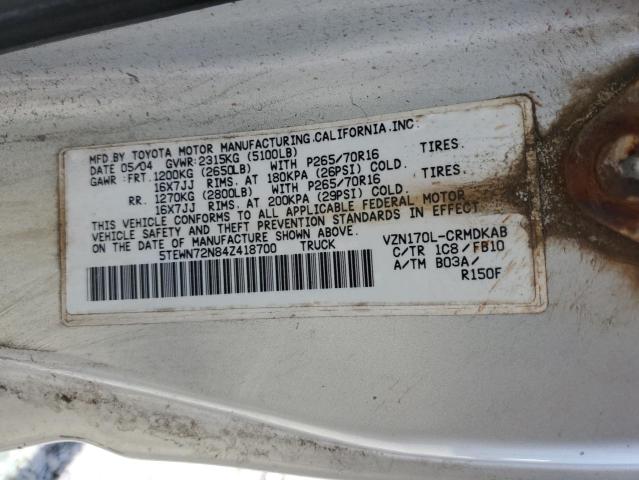 MFD.BY TOYOTA MOTOR MANUFACTURING.CALIFORNIA.INC.
DATE 05/04 GVWR:2315KG (5100LB)
GAWR : FRT.1200KG (2650LB) WITH P265/70R16 TIRES.
16X7JJ RIMS. AT 180KPA (26PSI) COLD.
RR. 1270KG (2800LB) WITH P265/70R16 TIRES.
16X7JJ RIMS. AT 200KPA (29PSI) COLD.
THIS VEHICLE CONFORMS TO ALL APPLICABLE FEDERAL MOTOR
VEHICLE SAFETY AND THEFT PREVENTION STANDARDS IN EFFECT
ON THE DATE OF MANUFACTURE SHOWN ABOVE.
5TEWN72N84Z418700 TRUCK
VZN170L-CRMDKAB
C/TR 1C8/FB10
A/TM B03A/
R150F